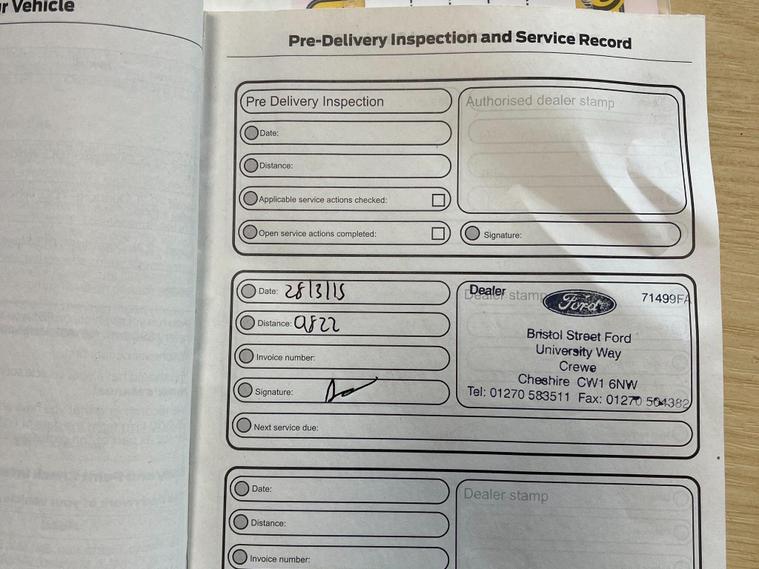 r Vehicle
Pre-Delivery Inspection and Service Record
Pre Delivery Inspection
Authorised dealer stamp
Date:
Distance:
Applicable service actions checked:
Open service actions completed:
Signature:
Date: 28/3/15
Distance: 9822
Invoice number:
Signature:
Next service due:
Dealer stamp
Dealer
Ford
71499FA
Bristol Street Ford
University Way
Crewe
Cheshire CW1 6NW
Tel: 01270 583511 Fax: 01270 504382
Date:
Distance:
Invoice number:
Dealer stamp